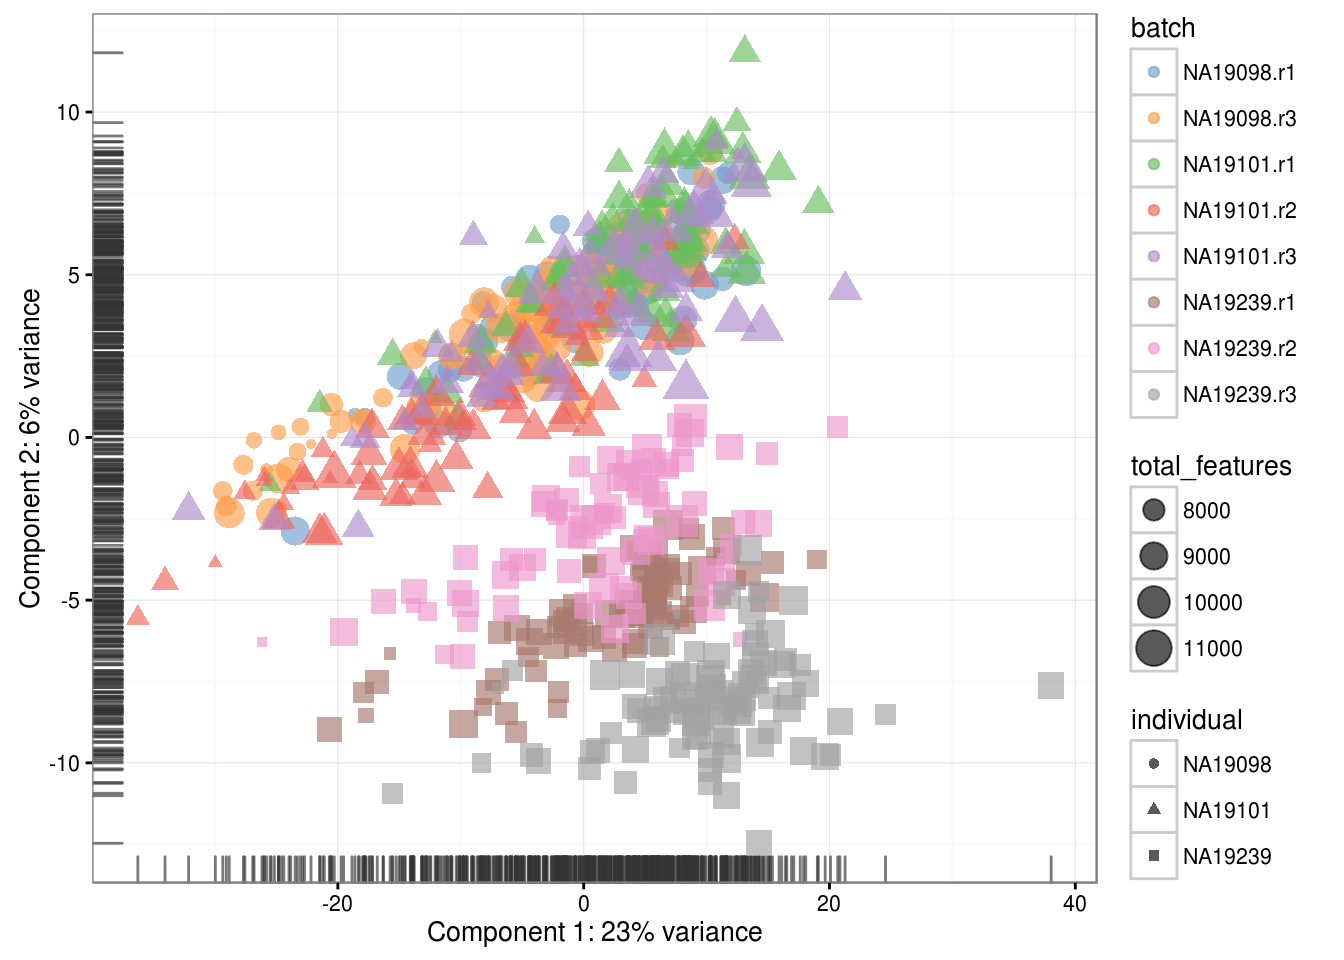 10
5
0
-5
-10
Component 2: 6% variance
-20
0
20
40
Component 1: 23% variance
batch
NA19098.r1
NA19098.r3
NA19101.r1
NA19101.r2
NA19101.r3
NA19239.r1
NA19239.r2
NA19239.r3
total_features
8000
9000
10000
11000
individual
NA19098
NA19101
NA19239